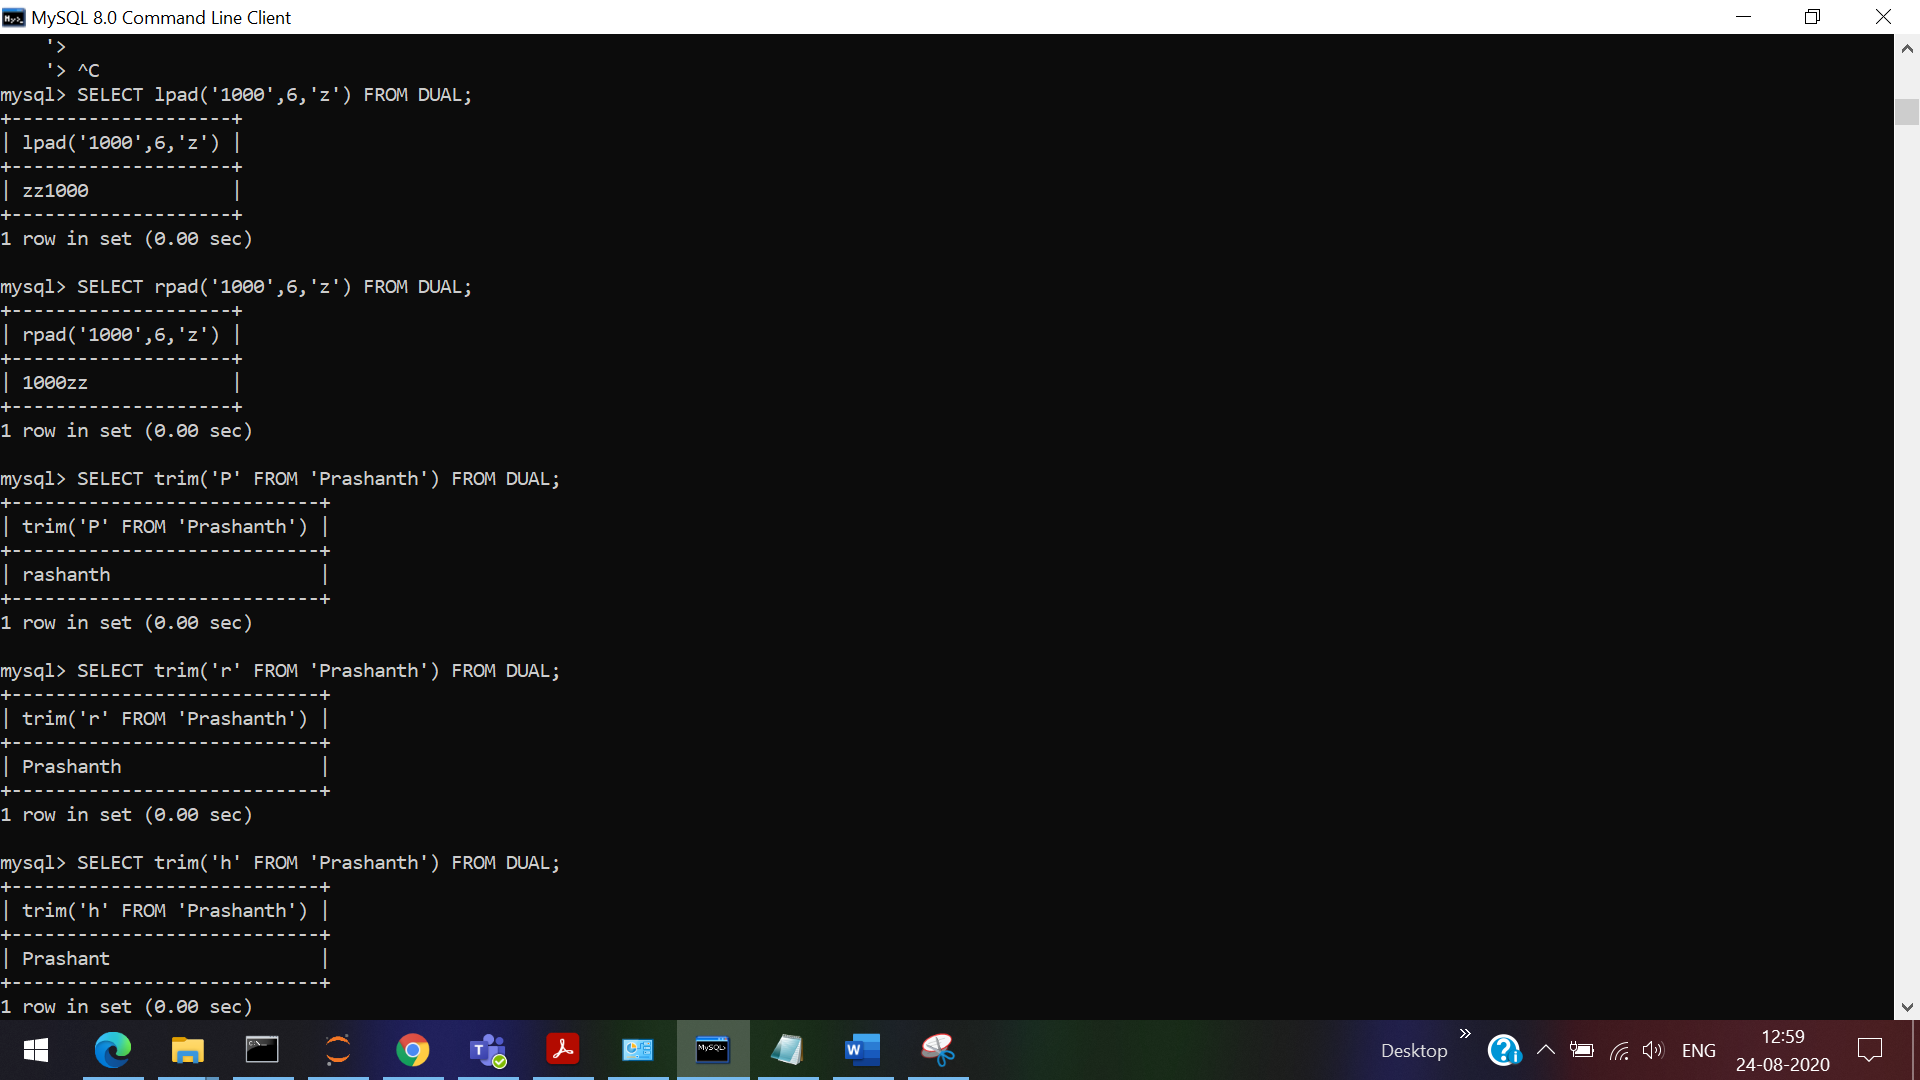 MySQL 8.0 Command Line Client
'>
'> ^C
mysql> SELECT lpad('1000',6,'z') FROM DUAL;
+--------------------+
| lpad('1000',6,'z') |
+--------------------+
| zz1000             |
+--------------------+
1 row in set (0.00 sec)
mysql> SELECT rpad('1000',6,'z') FROM DUAL;
+--------------------+
| rpad('1000',6,'z') |
+--------------------+
| 1000zz             |
+--------------------+
1 row in set (0.00 sec)
mysql> SELECT trim('P' FROM 'Prashanth') FROM DUAL;
+----------------------------+
| trim('P' FROM 'Prashanth') |
+----------------------------+
| rashanth                   |
+----------------------------+
1 row in set (0.00 sec)
mysql> SELECT trim('r' FROM 'Prashanth') FROM DUAL;
+----------------------------+
| trim('r' FROM 'Prashanth') |
+----------------------------+
| Prashanth                  |
+----------------------------+
1 row in set (0.00 sec)
mysql> SELECT trim('h' FROM 'Prashanth') FROM DUAL;
+----------------------------+
| trim('h' FROM 'Prashanth') |
+----------------------------+
| Prashant                   |
+----------------------------+
1 row in set (0.00 sec)
Desktop
ENG
12:59
24-08-2020